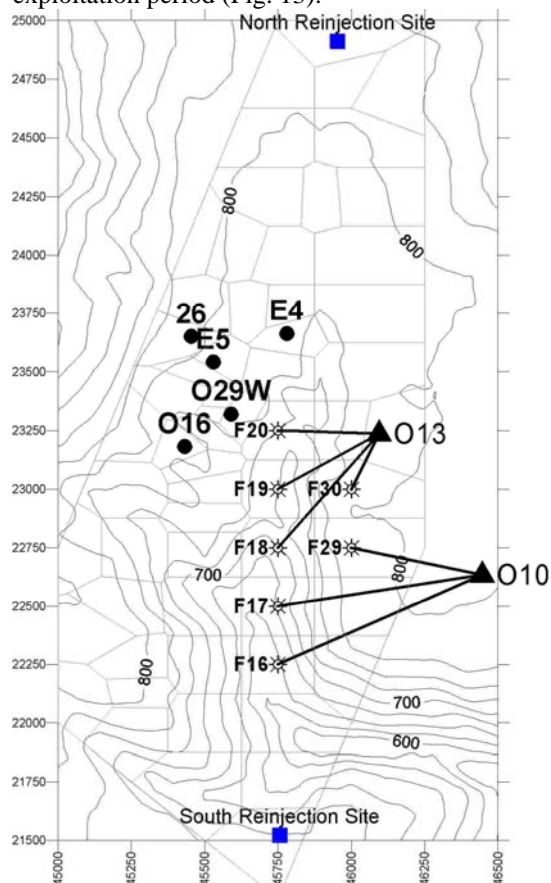 exploitation period (Fig. 13).
25000
North Reinjection Site
24750
24500
24250
800
24000
800
23750
26
E4
E5
23500
O29W
O16
23250
F20
O13
23000
F19
F30
22750
F18
F29
700
800
O10
22500
F17
22250
F16
800
700
22000
600
21750
South Reinjection Site
21500
45000
45250
45500
45750
46000
46250
46500